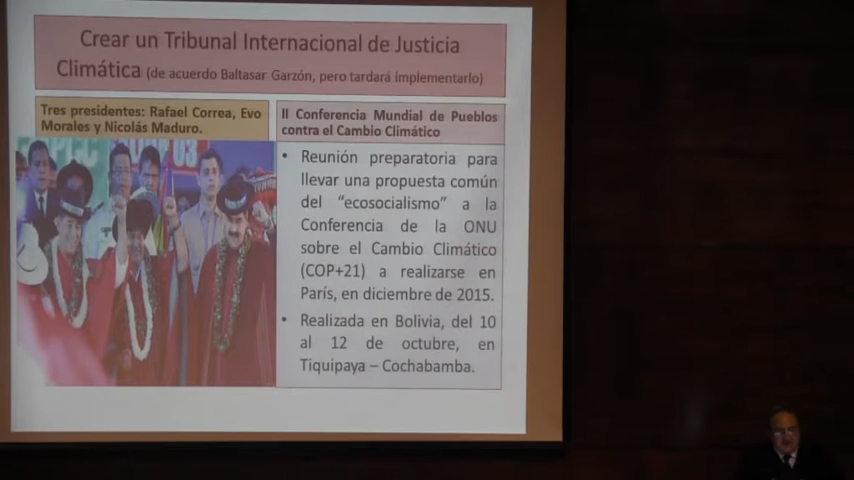 Crear un Tribunal Internacional de Justicia
Climática (de acuerdo Baltasar Garzón, pero tardará implementarlo)
Tres presidentes: Rafael Correa, Evo
Morales y Nicolás Maduro.
II Conferencia Mundial de Pueblos
contra el Cambio Climático
• Reunión preparatoria para
llevar una propuesta común
del “ecosocialismo” a la
Conferencia de la ONU
sobre el Cambio Climático
(COP+21) a realizarse en
París, en diciembre de 2015.
• Realizada en Bolivia, del 10
al 12 de octubre, en
Tiquipaya – Cochabamba.